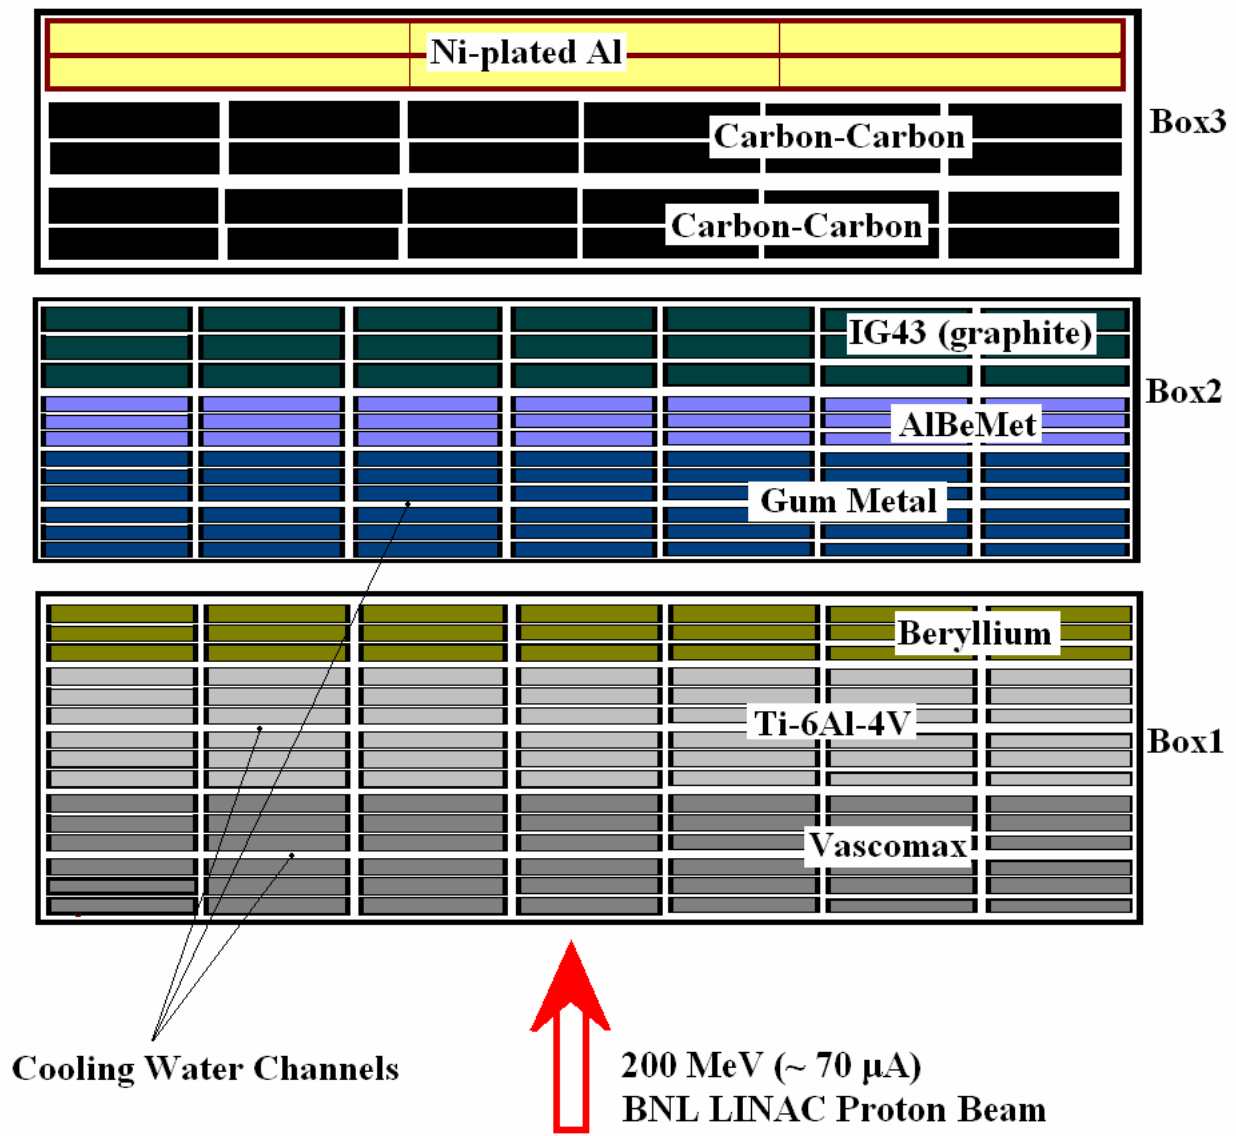 Ni-plated Al
Box3
Carbon-Carbon
Carbon-Carbon
IG43 (graphite)
Box2
AlBeMet
Gum Metal
Beryllium
Ti-6Al-4V
Box1
Vascomax
Cooling Water Channels
200 MeV (~ 70 μA)
BNL LINAC Proton Beam